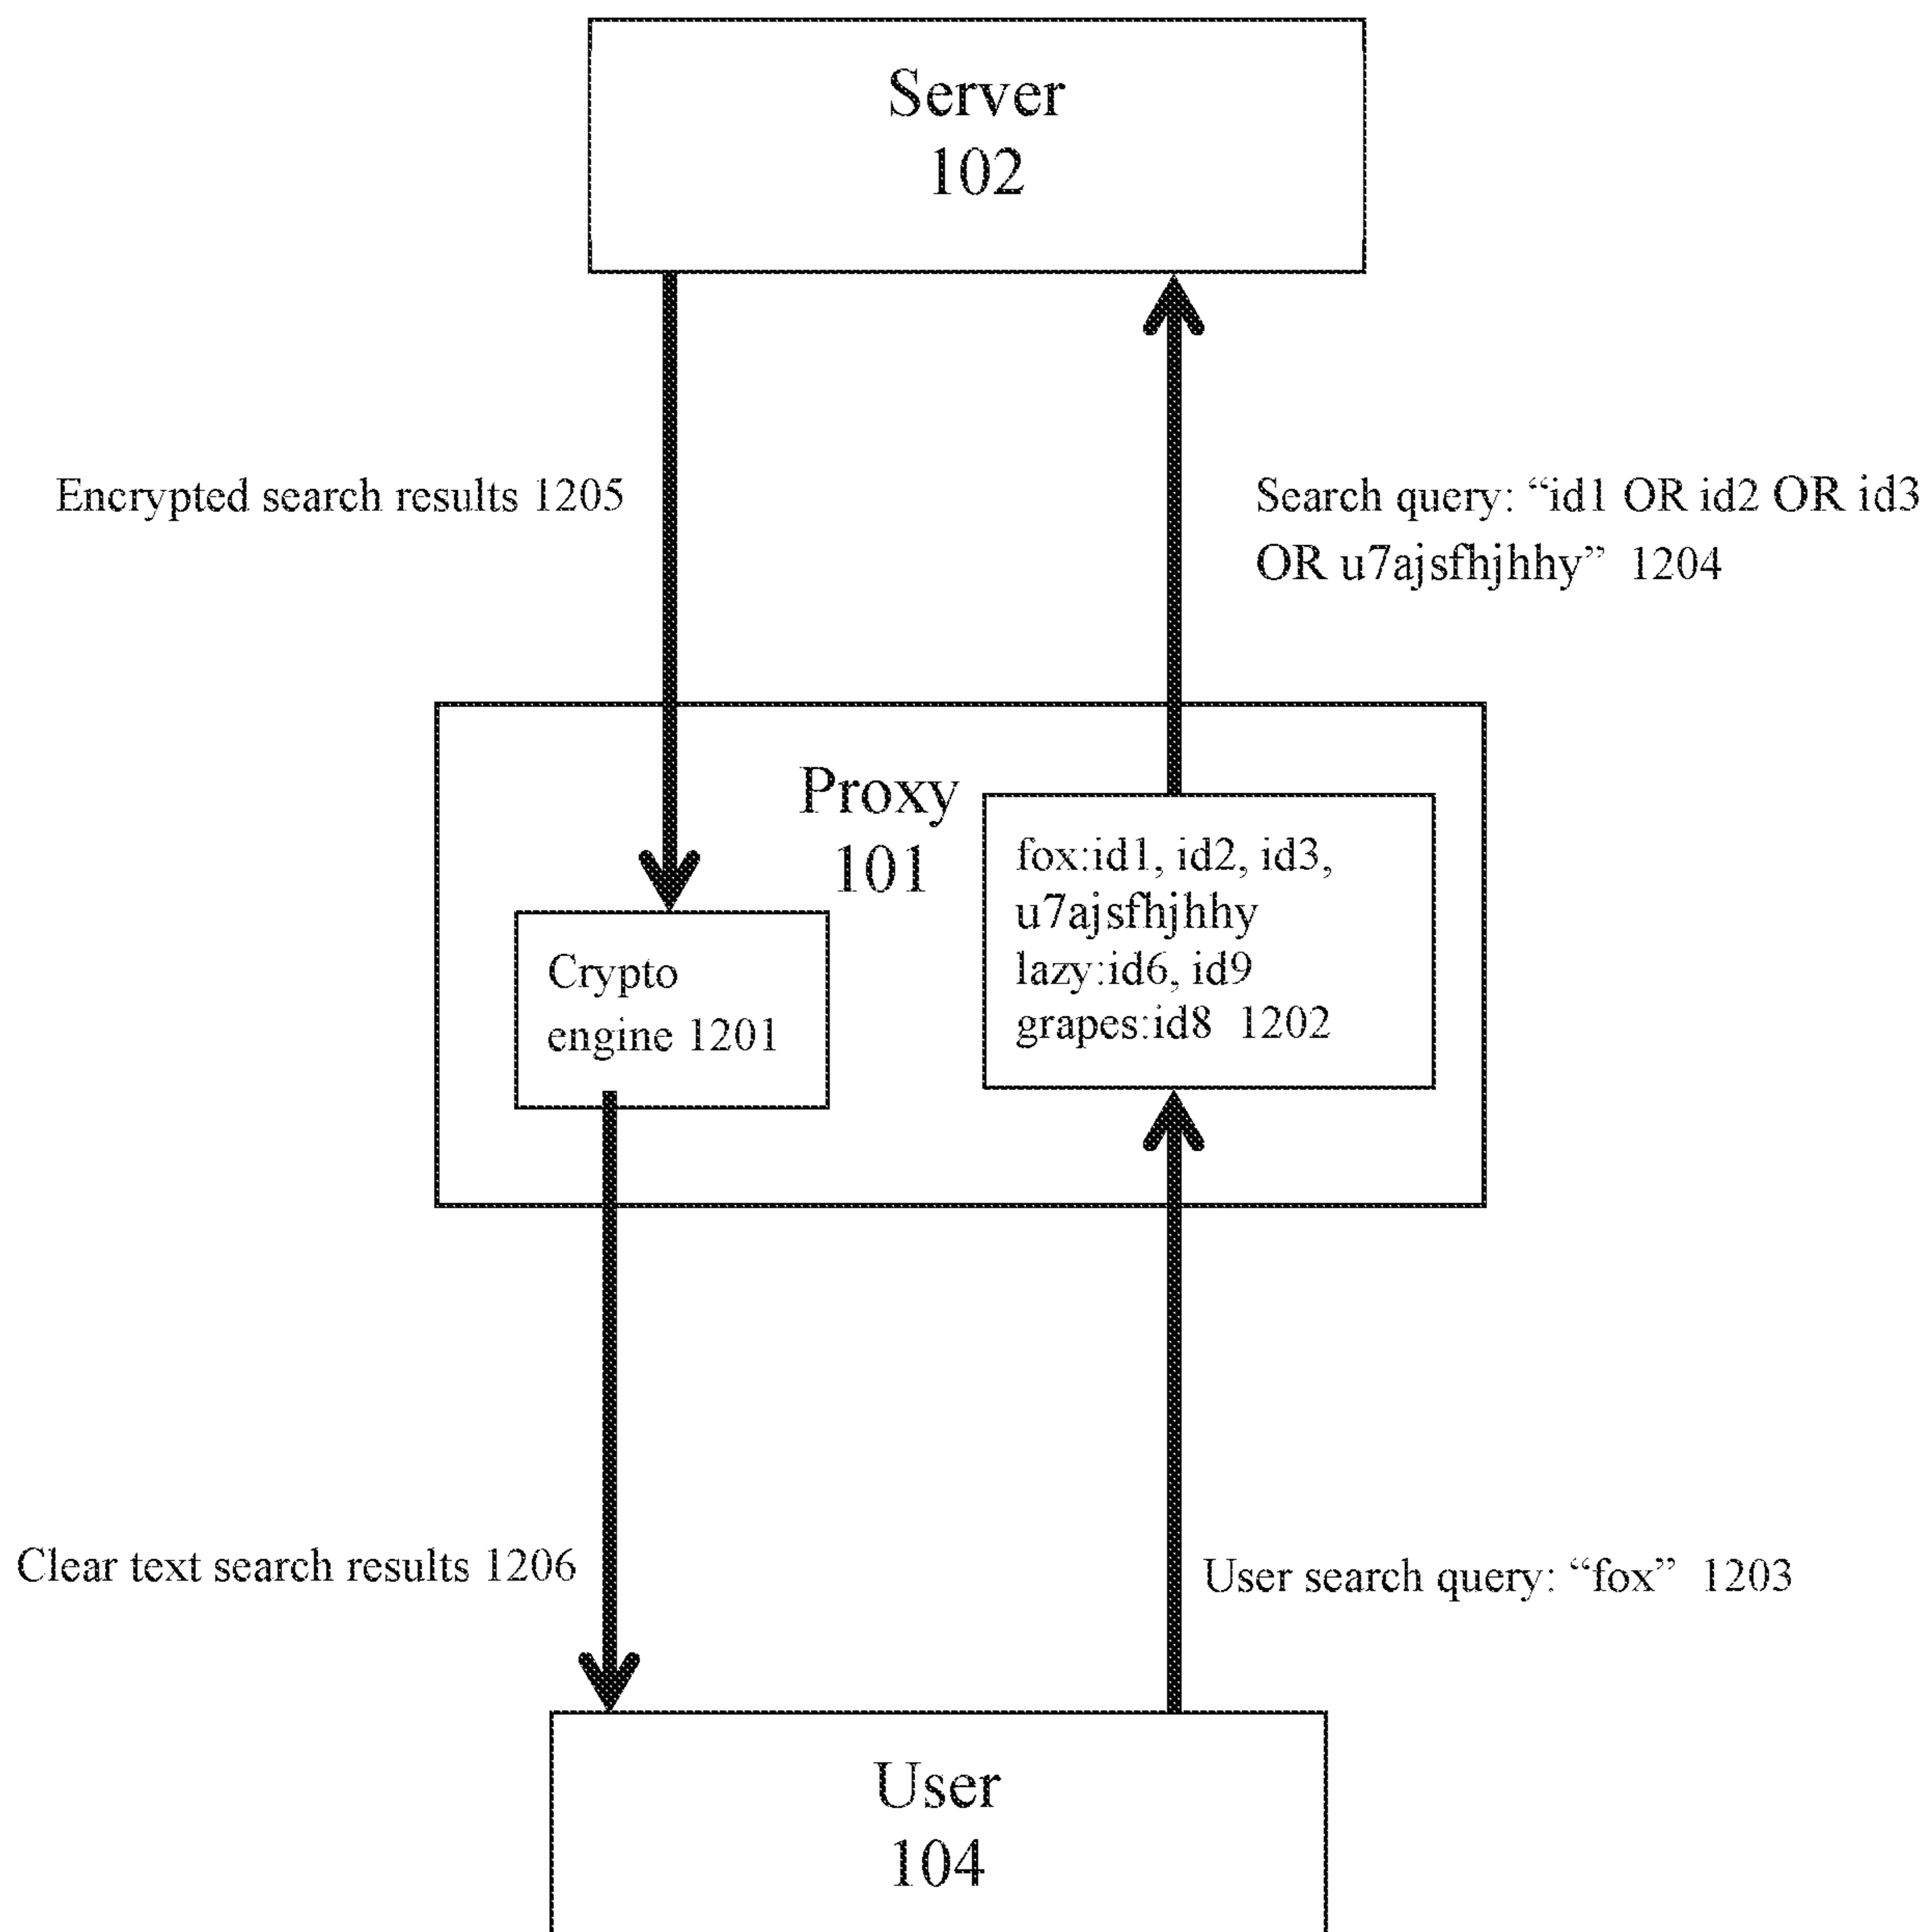 Server
102
Encrypted search results 1205
Search query: “id1 OR id2 OR id3
OR u7ajsfhjhhy” 1204
Proxy
101
fox:id1, id2, id3,
u7ajsfhjhhy
lazy:id6, id9
grapes:id8 1202
Crypto
engine 1201
Clear text search results 1206
User search query: “fox” 1203
User
104